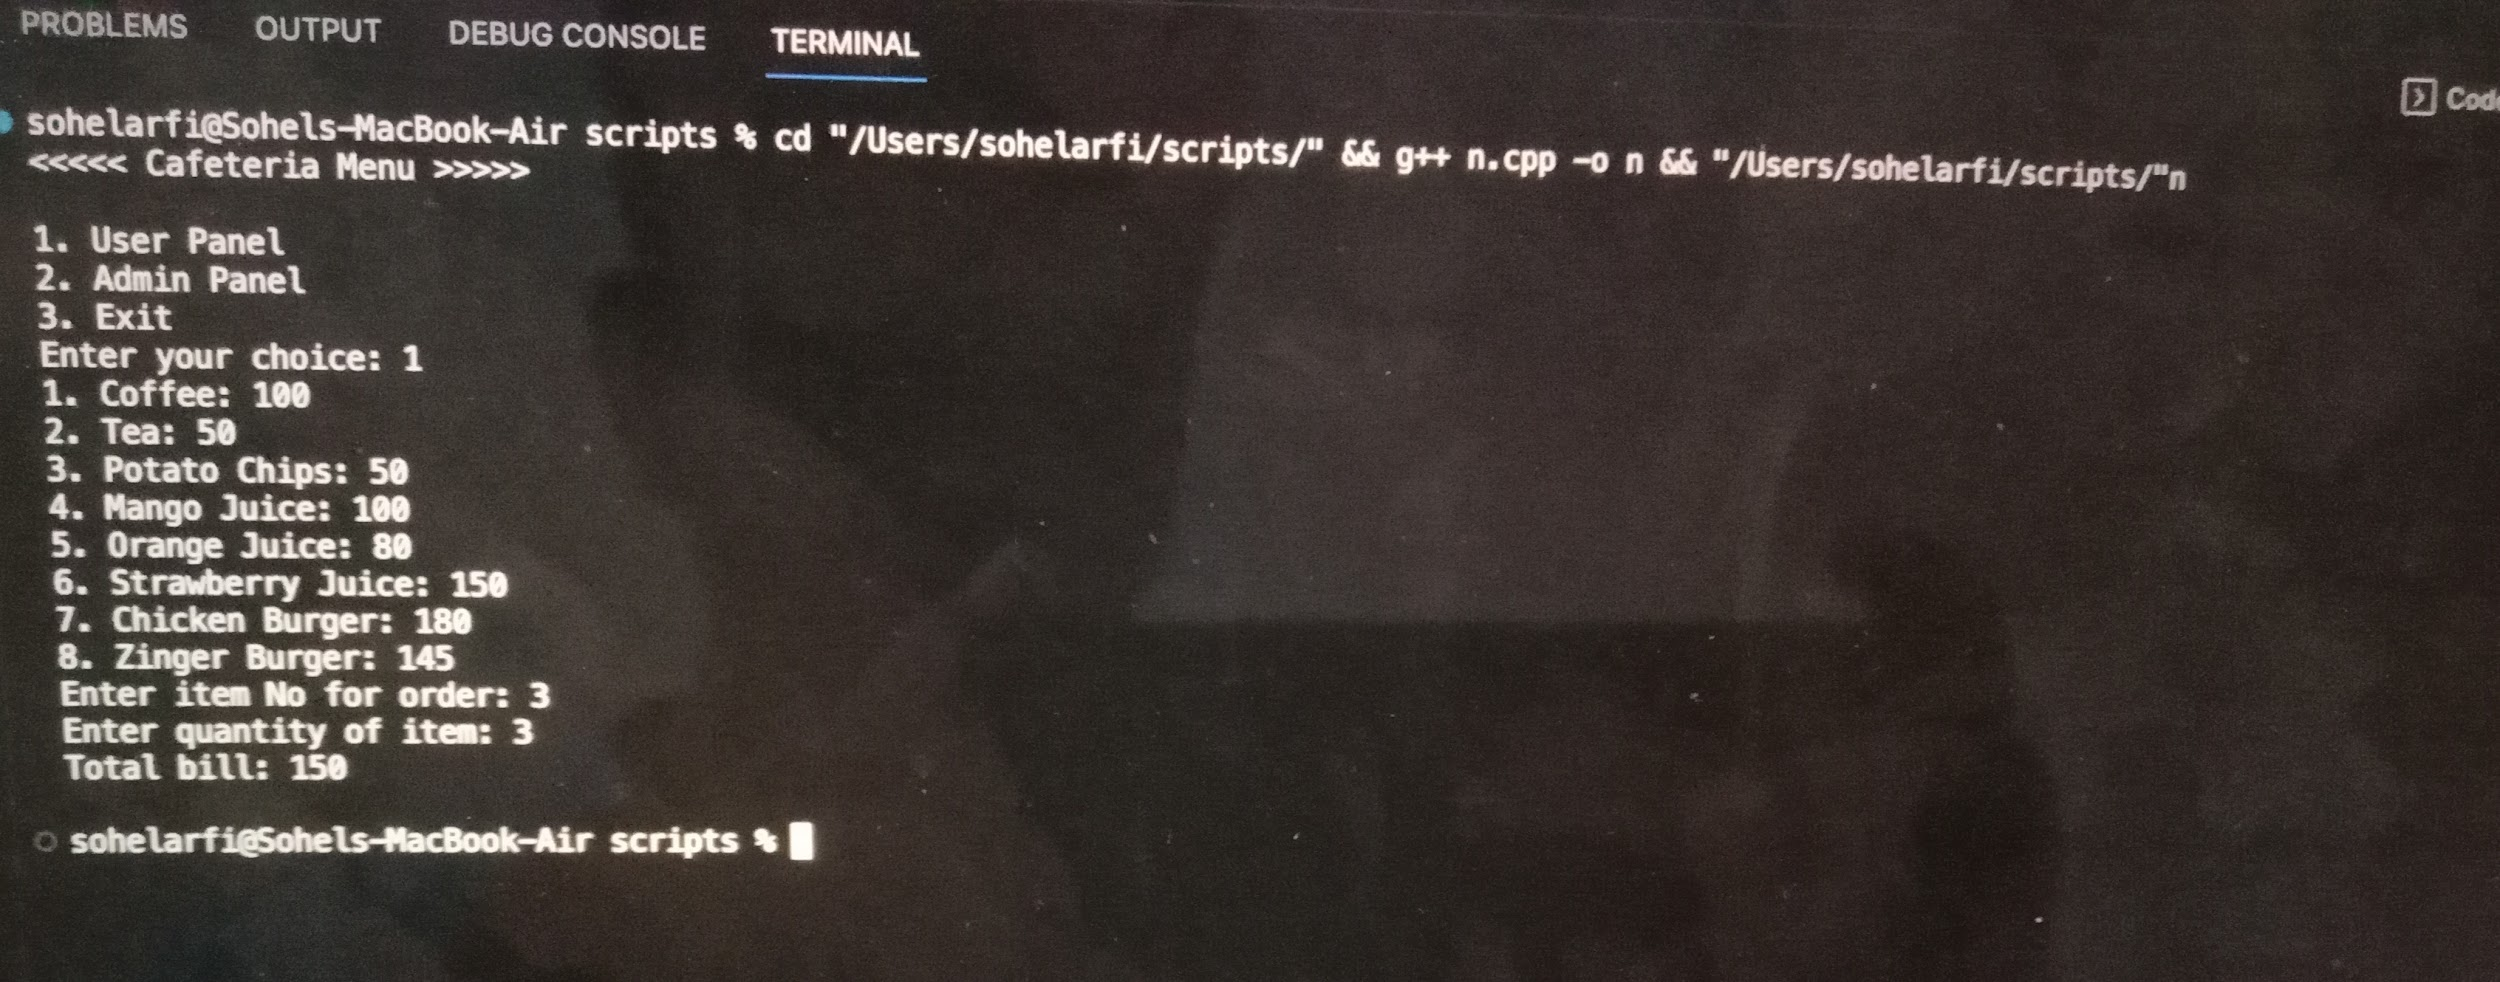 PROBLEMS OUTPUT DEBUG CONSOLE TERMINAL
Code
sohelarfi@Sohels-MacBook-Air scripts % cd "/Users/sohelarfi/scripts/" && g++ n.cpp -o n && "/Users/sohelarfi/scripts/"n
<<<<< Cafeteria Menu >>>>>
1. User Panel
2. Admin Panel
3. Exit
Enter your choice: 1
1. Coffee: 100
2. Tea: 50
3. Potato Chips: 50
4. Mango Juice: 100
5. Orange Juice: 80
6. Strawberry Juice: 150
7. Chicken Burger: 180
8. Zinger Burger: 145
Enter item No for order: 3
Enter quantity of item: 3
Total bill: 150
sohelarfi@Sohels-MacBook-Air scripts %